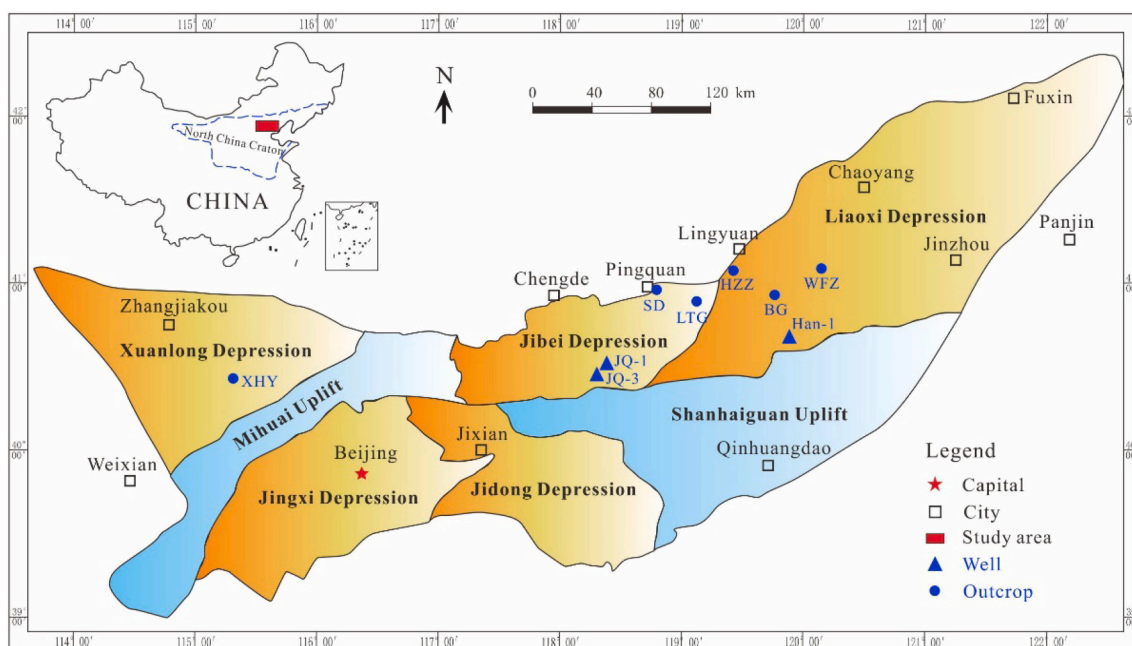 114° 00′ 115° 00′ 116° 00′ 117° 00′ 118° 00′ 119° 00′ 120° 00′ 121° 00′ 122° 00′
N
0 40 80 120 km
North China Craton
CHINA
42° 00′
Fuxin
Chaoyang
Liaoxi Depression
Panjin
Lingyuan
Jinzhou
41° 00′
Chengde
Pingquan
HZZ
WFZ
SD
LTG
BG
Han-1
Zhangjiakou
Xuanlong Depression
Jibei Depression
JQ-1
JQ-3
XHY
Mihuai Uplift
Shanhaiguan Uplift
40° 00′
Weixian
Beijing
Jixian
Qinhuangdao
Jingxi Depression
Jidong Depression
Legend
Capital
City
Study area
Well
Outcrop
39° 00′
114° 00′ 115° 00′ 116° 00′ 117° 00′ 118° 00′ 119° 00′ 120° 00′ 121° 00′ 122° 00′